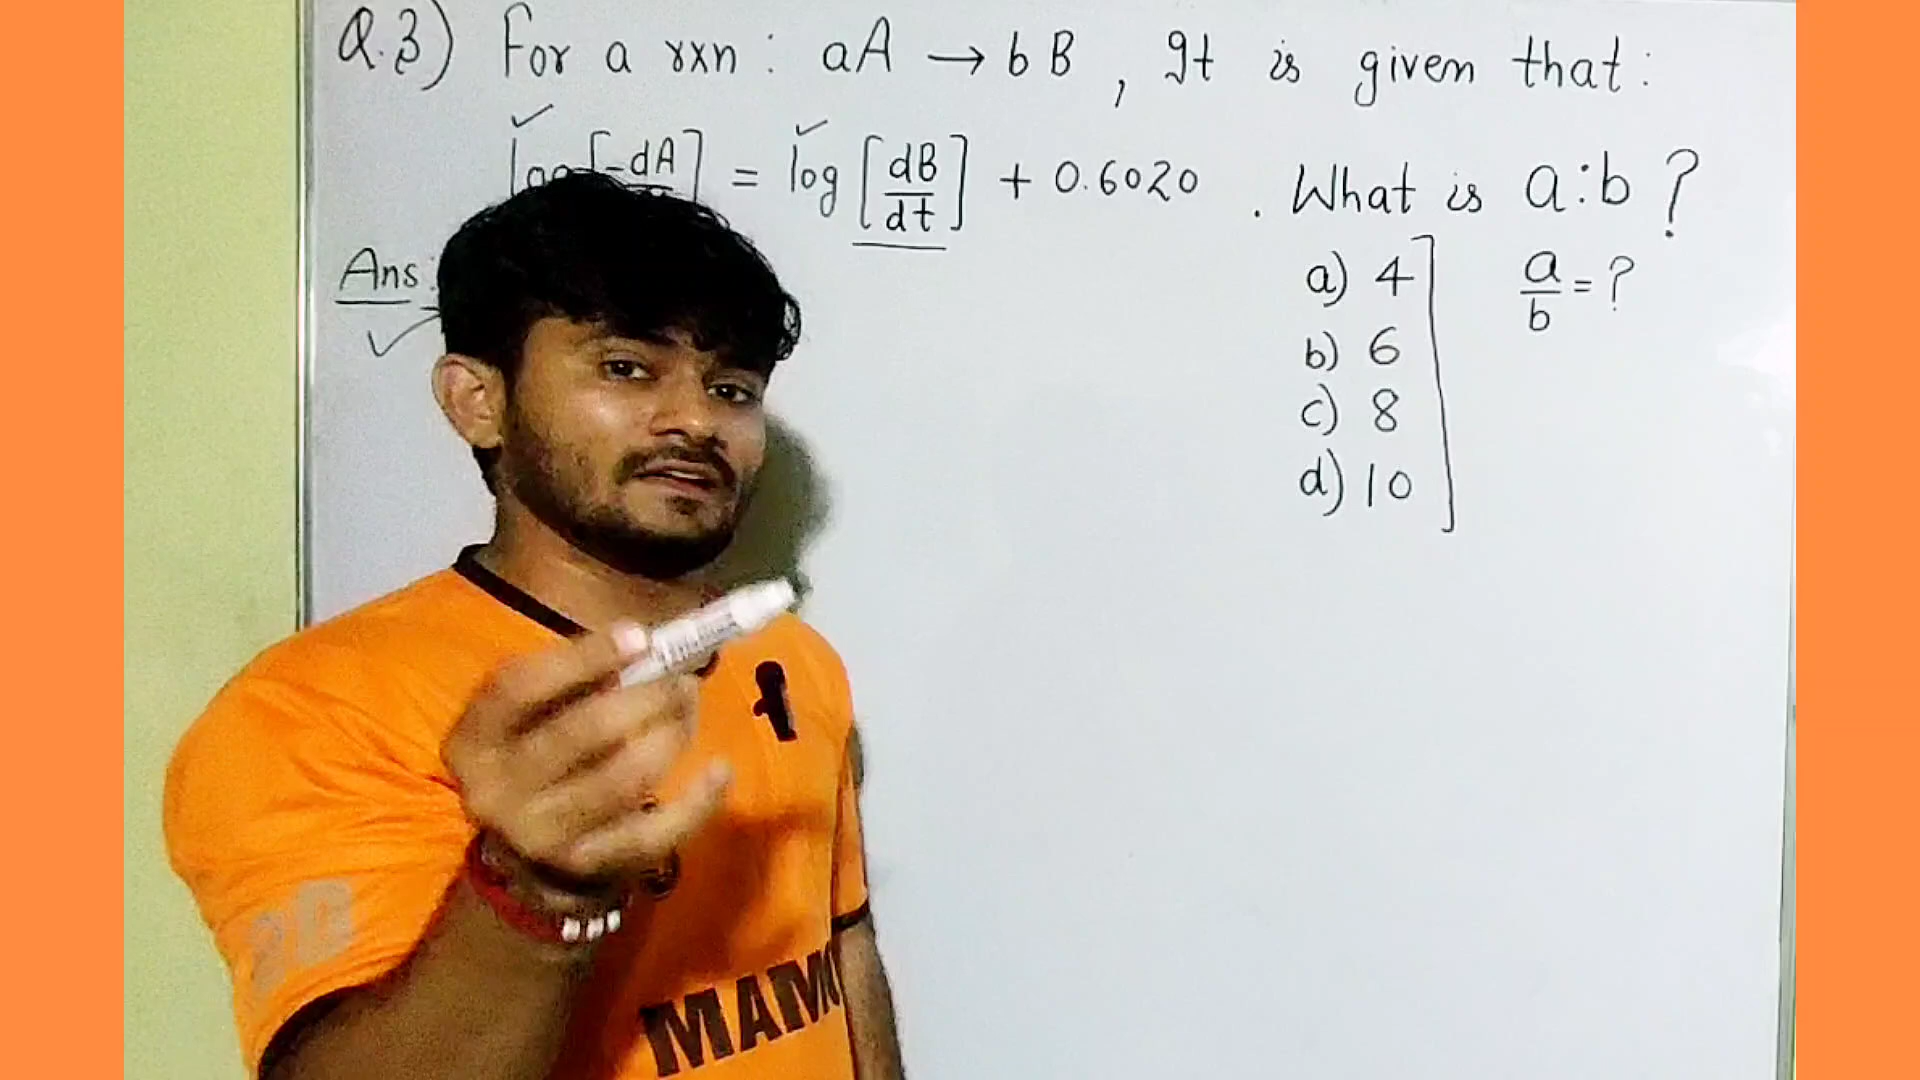 Q.3) For a rxn : aA → bB , It is given that :
log [-dA = log [dB/dt] + 0.6020 . What is a:b ?
Ans :
a) 4
a/b = ?
b) 6
c) 8
d) 10
1
MAM